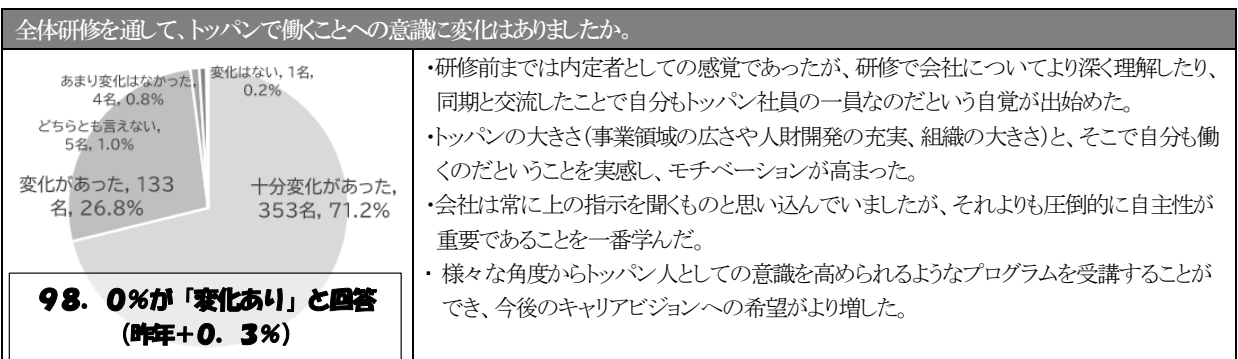 全体研修を通して、トッパンで働くことへの意識に変化はありましたか。
あまり変化はなかった,
4名, 0.8%
変化はない, 1名,
0.2%
どちらとも言えない,
5名, 1.0%
変化があった, 133
名, 26.8%
十分変化があった,
353名, 71.2%
98．0%が「変化あり」と回答
(昨年+0．3%)
・研修前までは内定者としての感覚であったが、研修で会社についてより深く理解したり、
同期と交流したことで自分もトッパン社員の一員なのだという自覚が出始めた。
・トッパンの大きさ(事業領域の広さや人財開発の充実、組織の大きさ)と、そこで自分も働
くのだということを実感し、モチベーションが高まった。
・会社は常に上の指示を聞くものと思い込んでいましたが、それよりも圧倒的に自主性が
重要であることを一番学んだ。
・ 様々な角度からトッパン人としての意識を高められるようなプログラムを受講することが
でき、今後のキャリアビジョンへの希望がより増した。